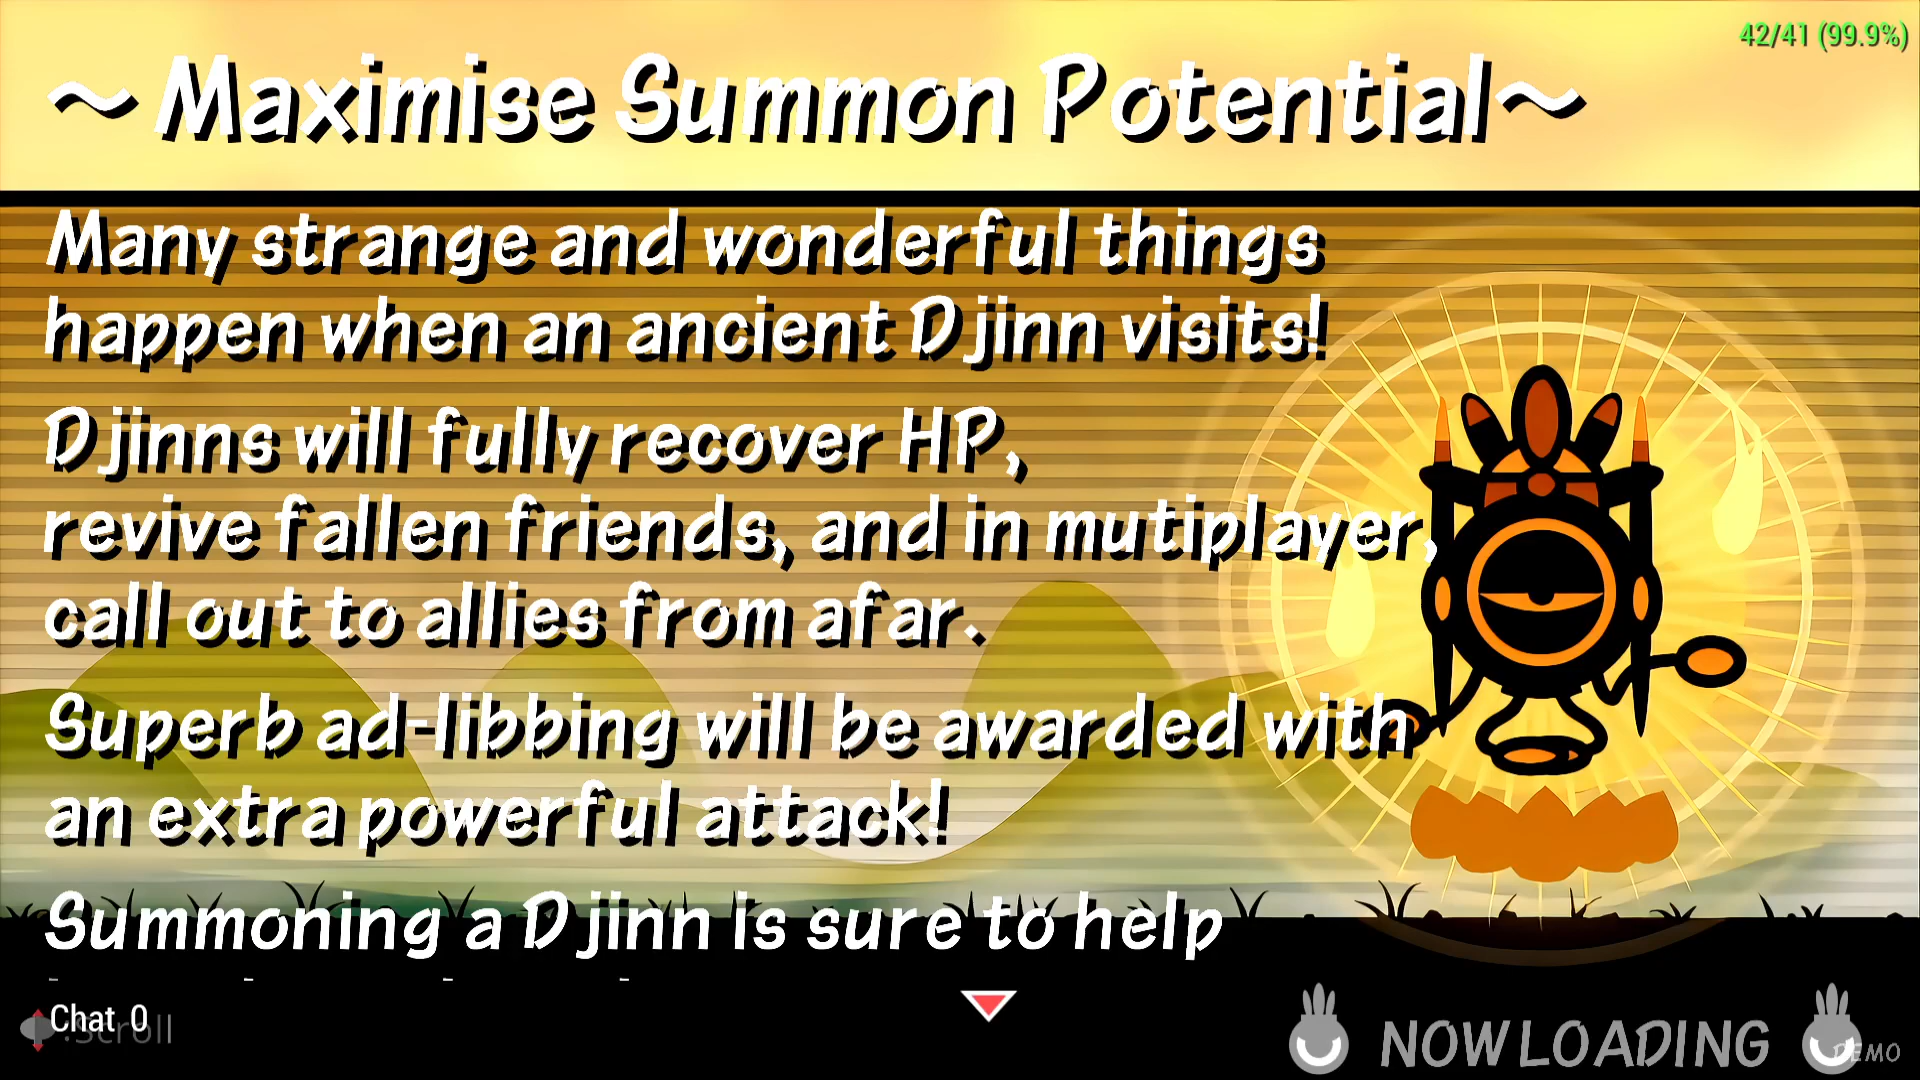 42/41 (99.9%)
～Maximise Summon Potential～
Many strange and wonderful things
happen when an ancient Djinn visits!
Djinns will fully recover HP,
revive fallen friends, and in mutiplayer,
call out to allies from afar.
Superb ad-libbing will be awarded with
an extra powerful attack!
Summoning a Djinn is sure to help
Chat 0
:Scroll
NOW LOADING
DEMO